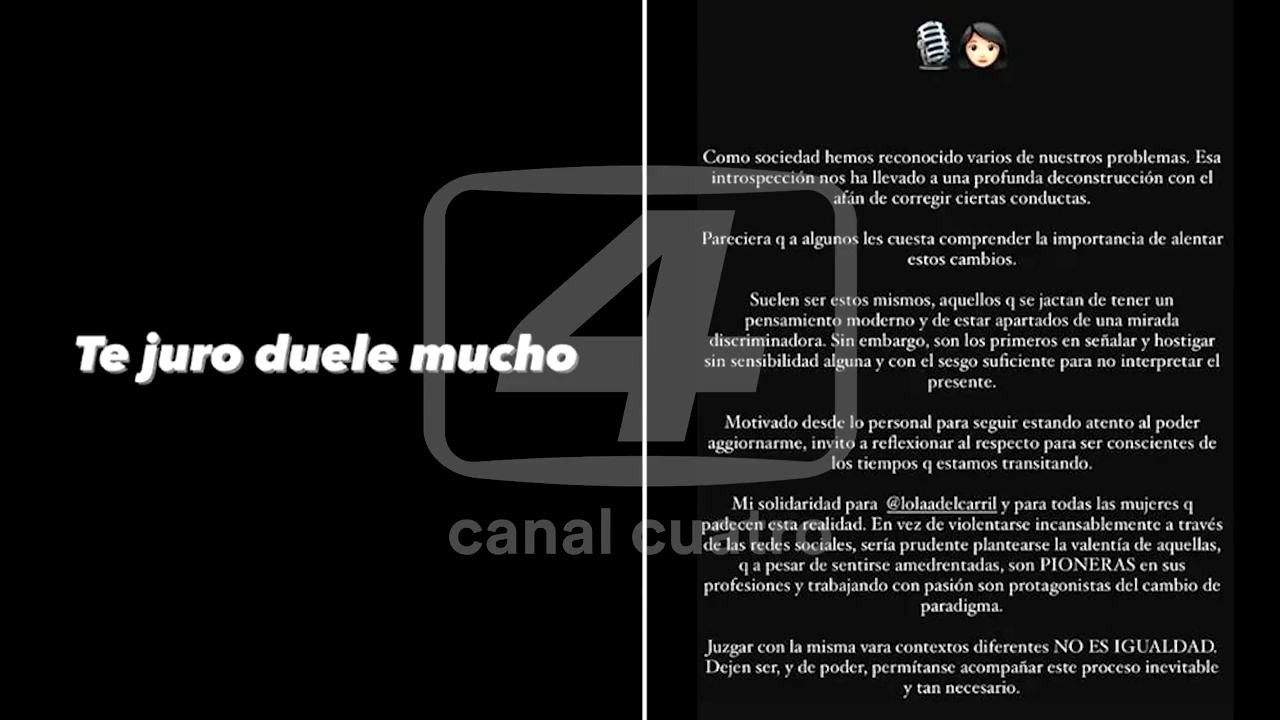 Te juro duele mucho
Como sociedad hemos reconocido varios de nuestros problemas. Esa
introspección nos ha llevado a una profunda deconstrucción con el
afán de corregir ciertas conductas.
Pareciera q a algunos les cuesta comprender la importancia de alentar
estos cambios.
Suelen ser estos mismos, aquellos q se jactan de tener un
pensamiento moderno y de estar apartados de una mirada
discriminadora. Sin embargo, son los primeros en señalar y hostigar
sin sensibilidad alguna y con el sesgo suficiente para no interpretar el
presente.
Motivado desde lo personal para seguir estando atento al poder
aggiornarme, invito a reflexionar al respecto para ser conscientes de
los tiempos q estamos transitando.
Mi solidaridad para @lolaadelcarril y para todas las mujeres q
padecen esta realidad. En vez de violentarse incansablemente a través
de las redes sociales, sería prudente plantearse la valentía de aquellas,
q a pesar de sentirse amedrentadas, son PIONERAS en sus
profesiones y trabajando con pasión son protagonistas del cambio de
paradigma.
Juzgar con la misma vara contextos diferentes NO ES IGUALDAD.
Dejen ser, y de poder, permítanse acompañar este proceso inevitable
y tan necesario.
4
canal cuatro